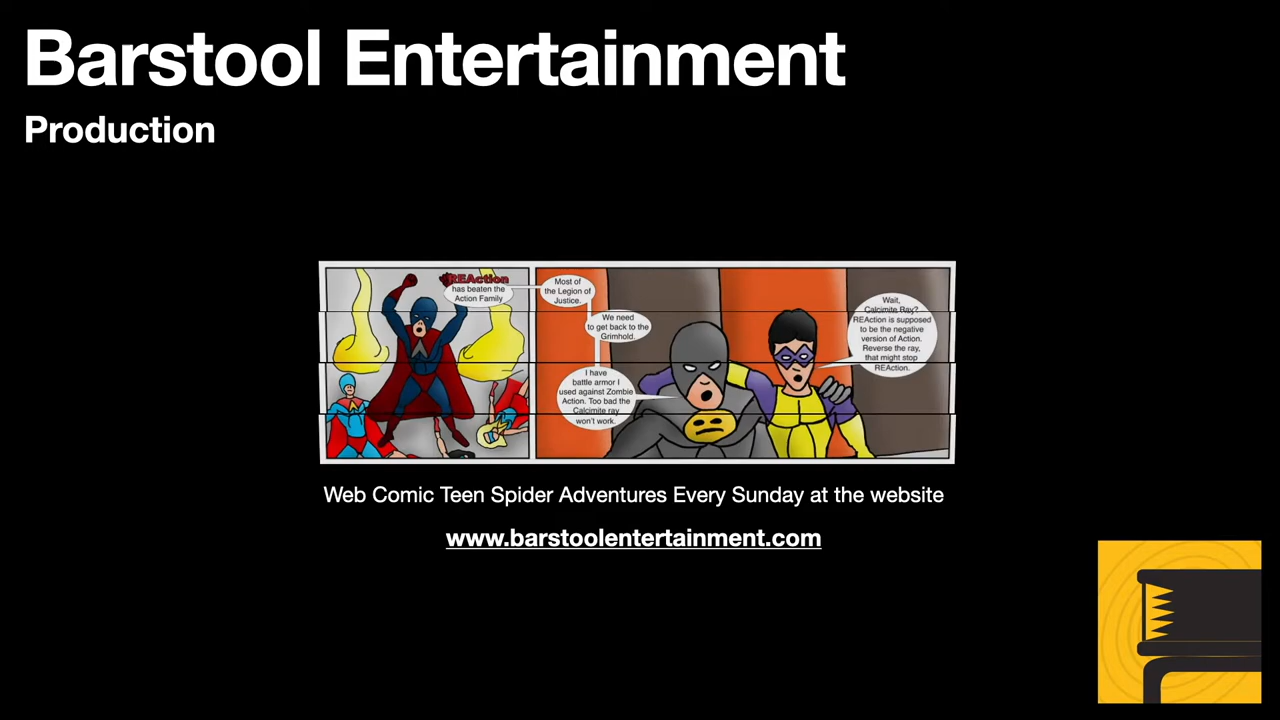 Barstool Entertainment
Production
REAction
has beaten the
Action Family
Most of
the Legion of
Justice.
We need
to get back to the
Grimhold.
I have
battle armor I
used against Zombie
Action. Too bad the
Calcimite ray
won't work.
Wait,
Calcimite Ray?
REAction is supposed
to be the negative
version of Action.
Reverse the ray,
that might stop
REAction.
Web Comic Teen Spider Adventures Every Sunday at the website
www.barstoolentertainment.com